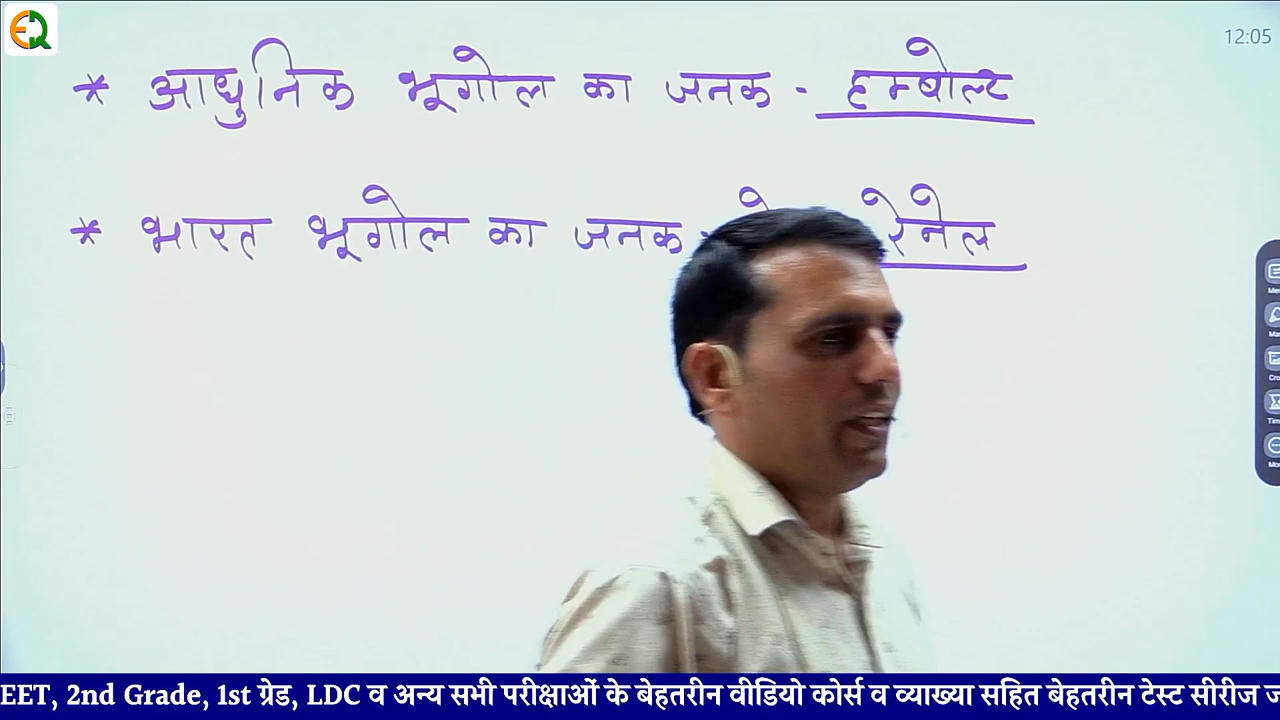 12:05
* आधुनिक भूगोल का जनक - हम्बोल्ट
* भारत भूगोल का जनक - रेनेल
EET, 2nd Grade, 1st ग्रेड, LDC व अन्य सभी परीक्षाओं के बेहतरीन वीडियो कोर्स व व्याख्या सहित बेहतरीन टेस्ट सीरीज